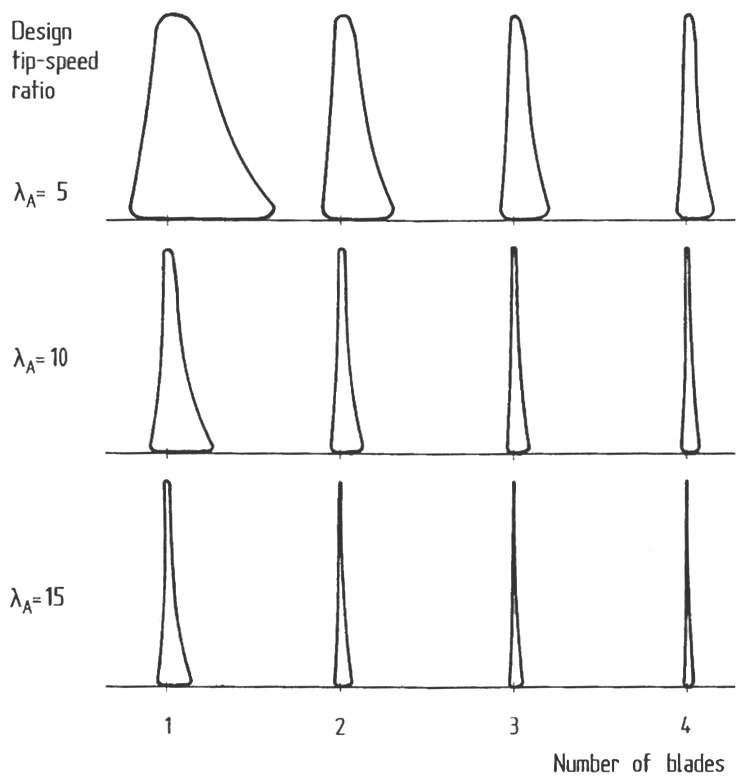 Design
tip-speed
ratio
λA= 5
λA=10
λA=15
1 2 3 4
Number of blades